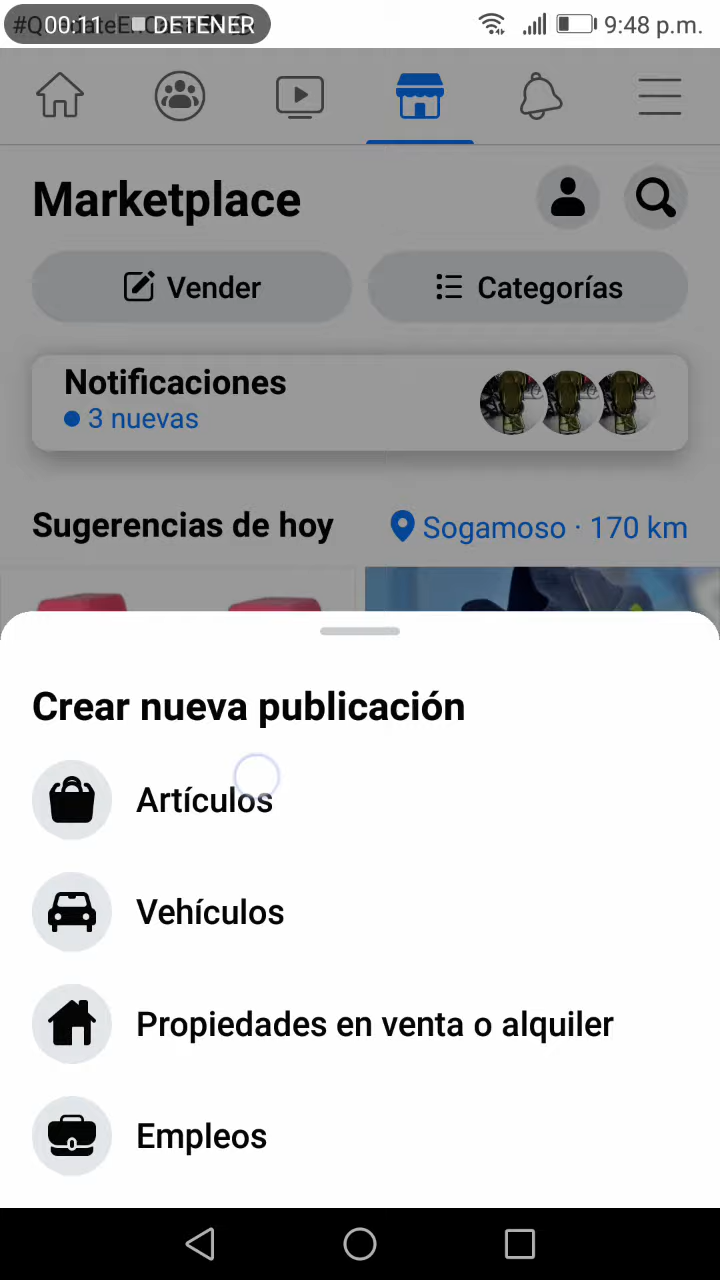 00:11 DETENER 9:48 p.m.
Marketplace
Vender Categorías
Notificaciones
3 nuevas
Sugerencias de hoy Sogamoso · 170 km
Crear nueva publicación
Artículos
Vehículos
Propiedades en venta o alquiler
Empleos